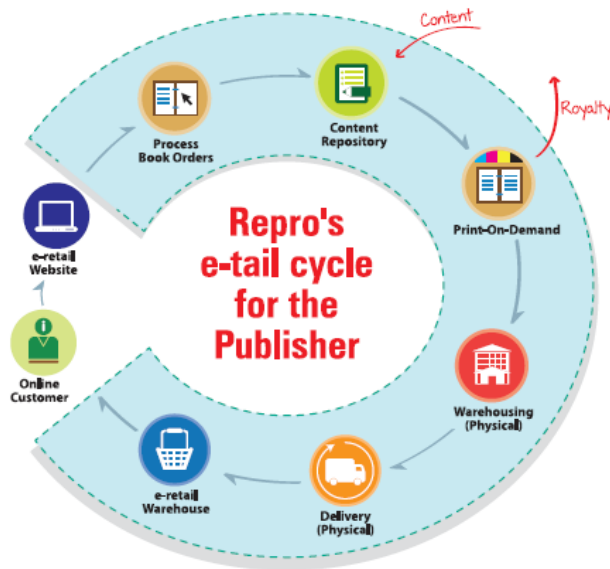 Content
Royalty
Process
Book Orders
Content
Repository
Print-On-Demand
e-retail
Website
Repro's
e-tail cycle
for the
Publisher
Online
Customer
Warehousing
(Physical)
e-retail
Warehouse
Delivery
(Physical)